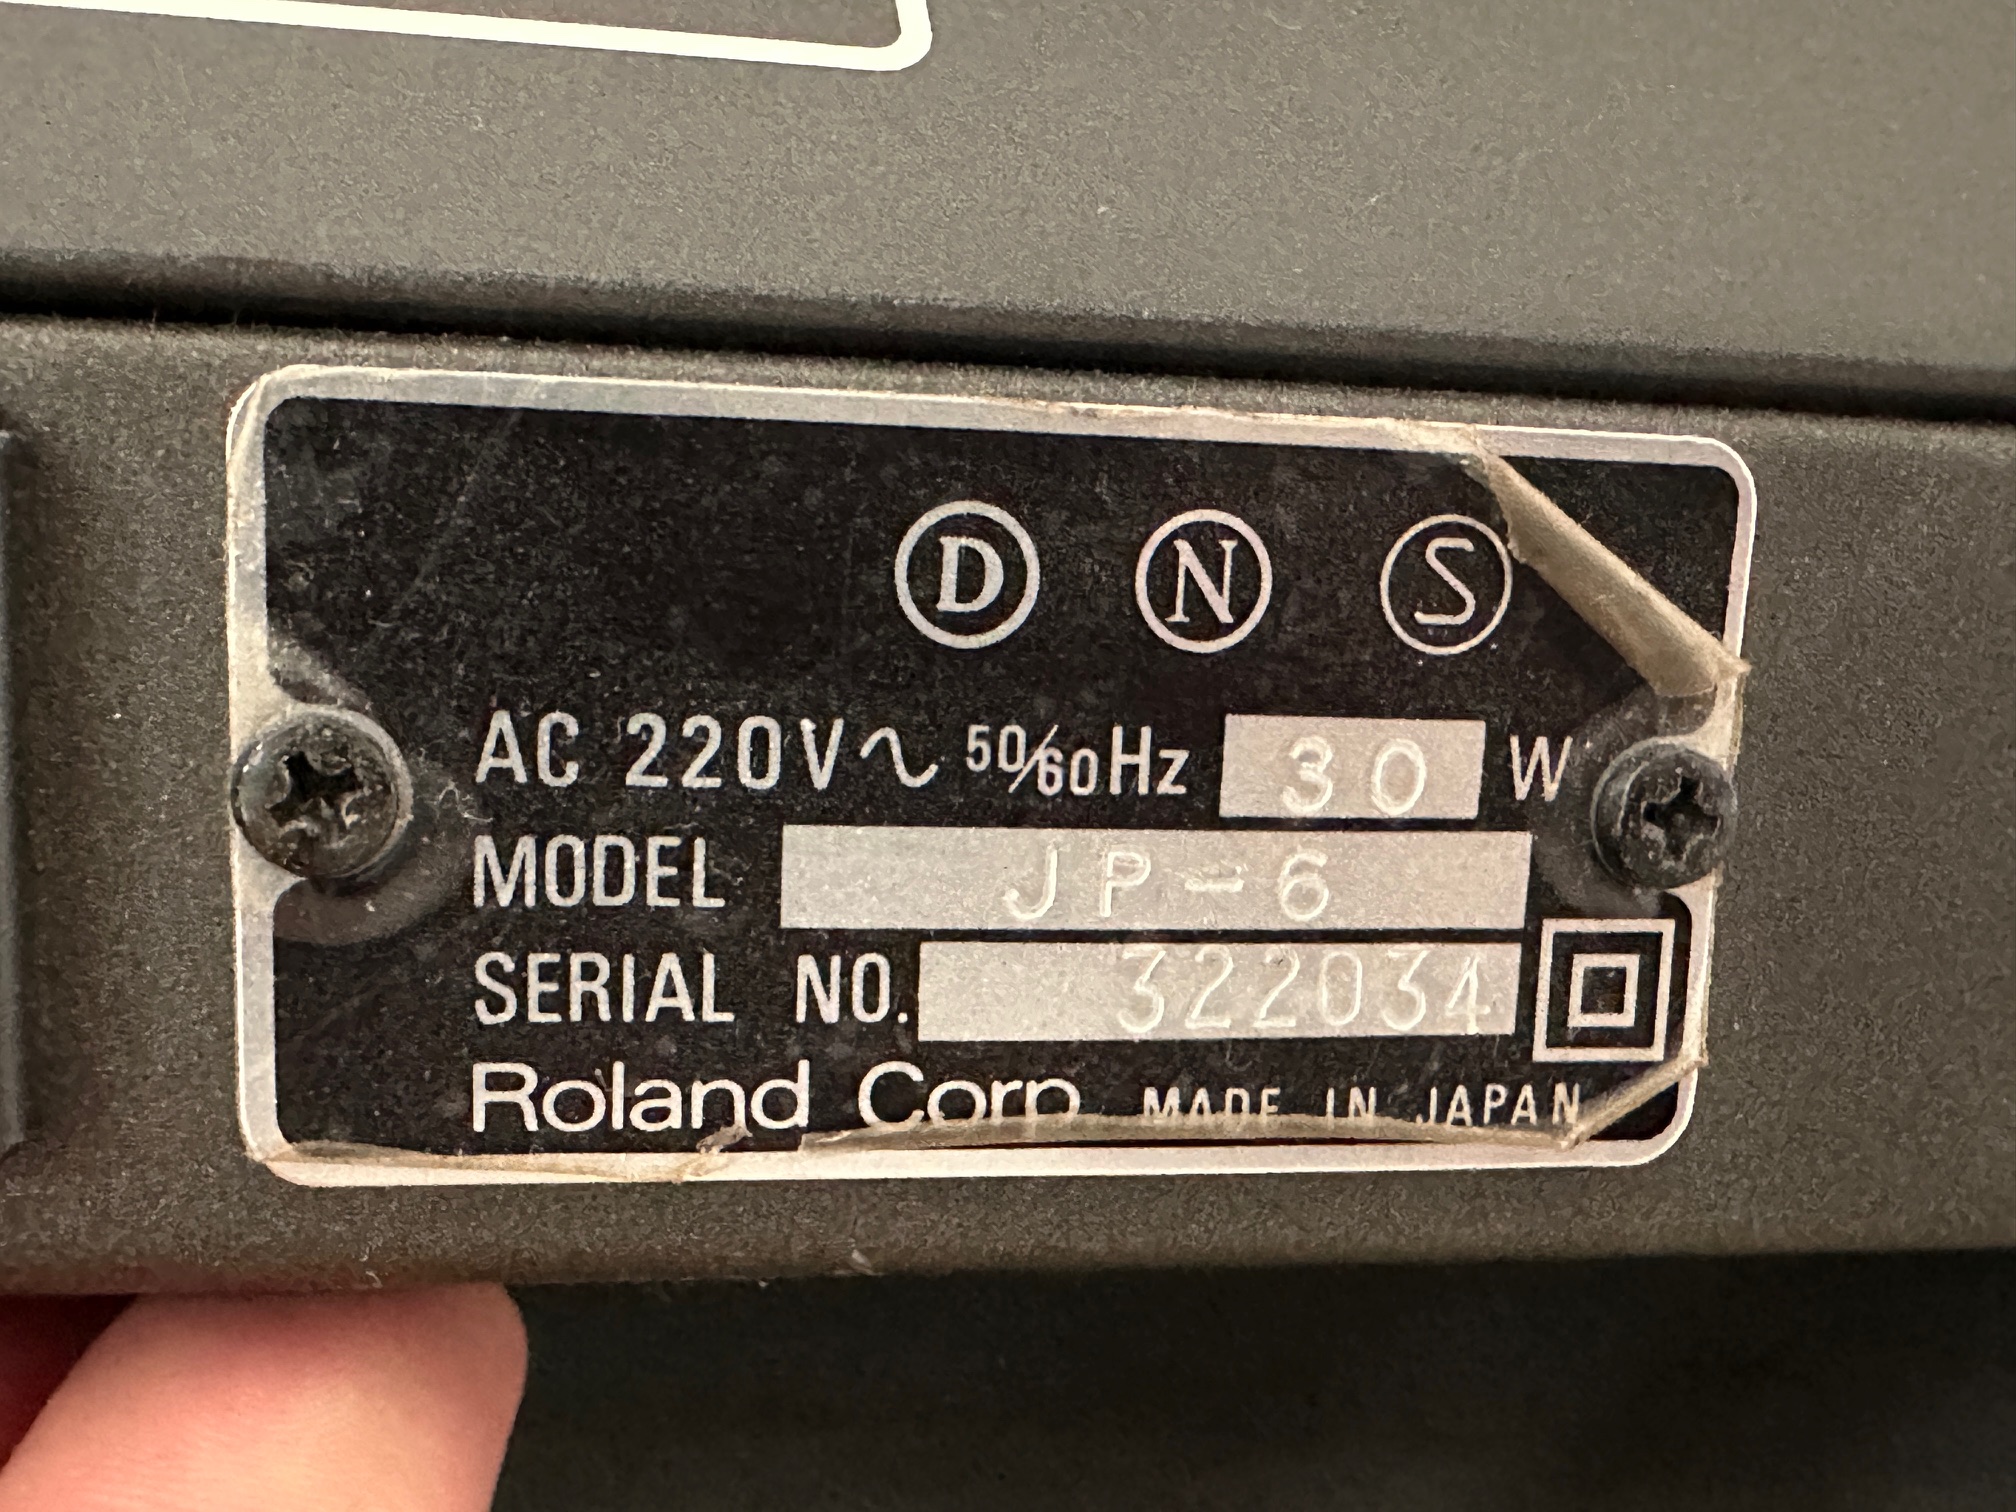 D N S
AC 220V~ 50/60Hz 30 W
MODEL JP-6
SERIAL NO. 322034
Roland Corp MADE IN JAPAN